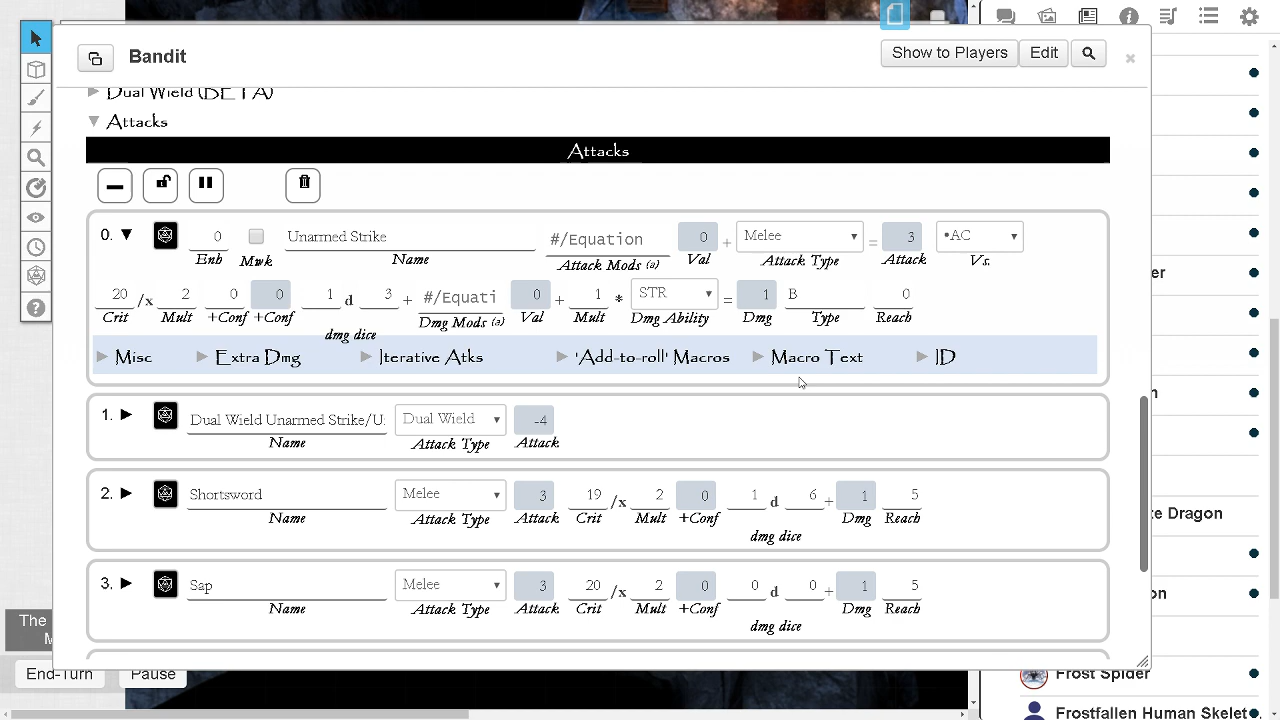 Bandit
Show to Players
Edit
×
Dual Wield (BETA)
Attacks
Attacks
0. 0 Unarmed Strike #/Equation 0 + Melee = 3 •AC
Enh Mwk Name Attack Mods (a) Val Attack Type Attack Vs.
20 /x 2 0 0 1 d 3 + #/Equati 0 + 1 * STR = 1 B 0
Crit Mult +Conf +Conf dmg dice Dmg Mods (a) Val Mult Dmg Ability Dmg Type Reach
Misc Extra Dmg Iterative Atks 'Add-to-roll' Macros Macro Text ID
1. Dual Wield Unarmed Strike/U Dual Wield -4
Name Attack Type Attack
2. Shortsword Melee 3 19 /x 2 0 1 d 6 + 1 5
Name Attack Type Attack Crit Mult +Conf Dmg Reach
dmg dice
3. Sap Melee 3 20 /x 2 0 0 d 0 + 1 5
Name Attack Type Attack Crit Mult +Conf Dmg Reach
dmg dice
The
End-Turn
Pause
er
n
te Dragon
on
Frost Spider
Frostfallen Human Skelet